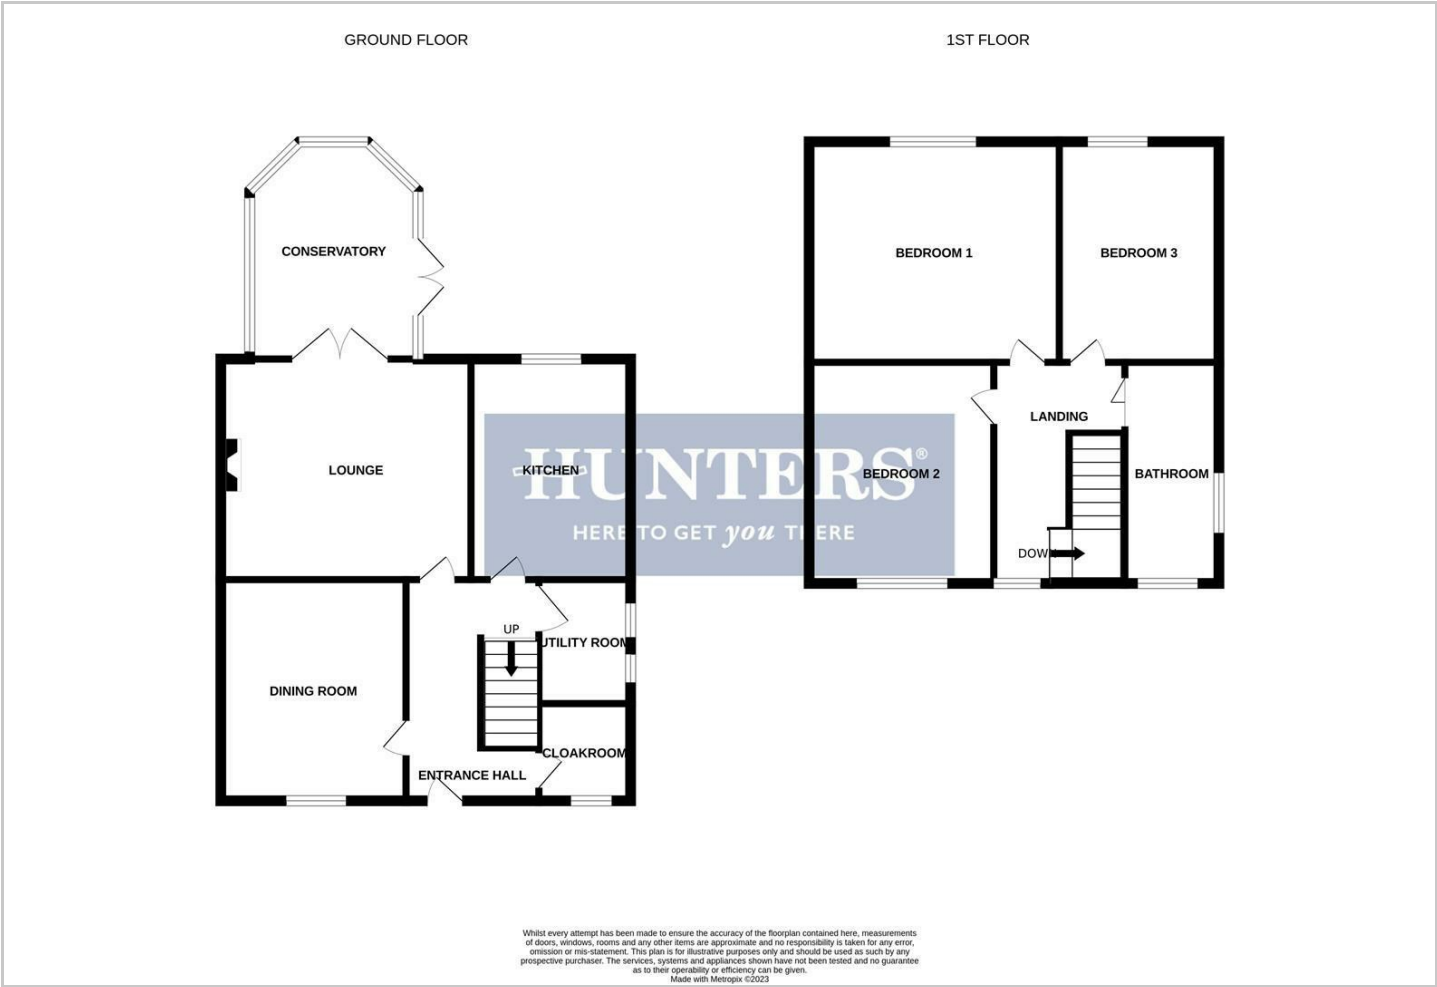 GROUND FLOOR
1ST FLOOR
CONSERVATORY
BEDROOM 1
BEDROOM 3
LANDING
LOUNGE
KITCHEN
BEDROOM 2
BATHROOM
HUNTERS®
HERE TO GET you THERE
DOWN
UP
UTILITY ROOM
DINING ROOM
CLOAKROOM
ENTRANCE HALL
Whilst every attempt has been made to ensure the accuracy of the floorplan contained here, measurements
of doors, windows, rooms and any other items are approximate and no responsibility is taken for any error,
omission or mis-statement. This plan is for illustrative purposes only and should be used as such by any
prospective purchaser. The services, systems and appliances shown have not been tested and no guarantee
as to their operability or efficiency can be given.
Made with Metropix ©2023